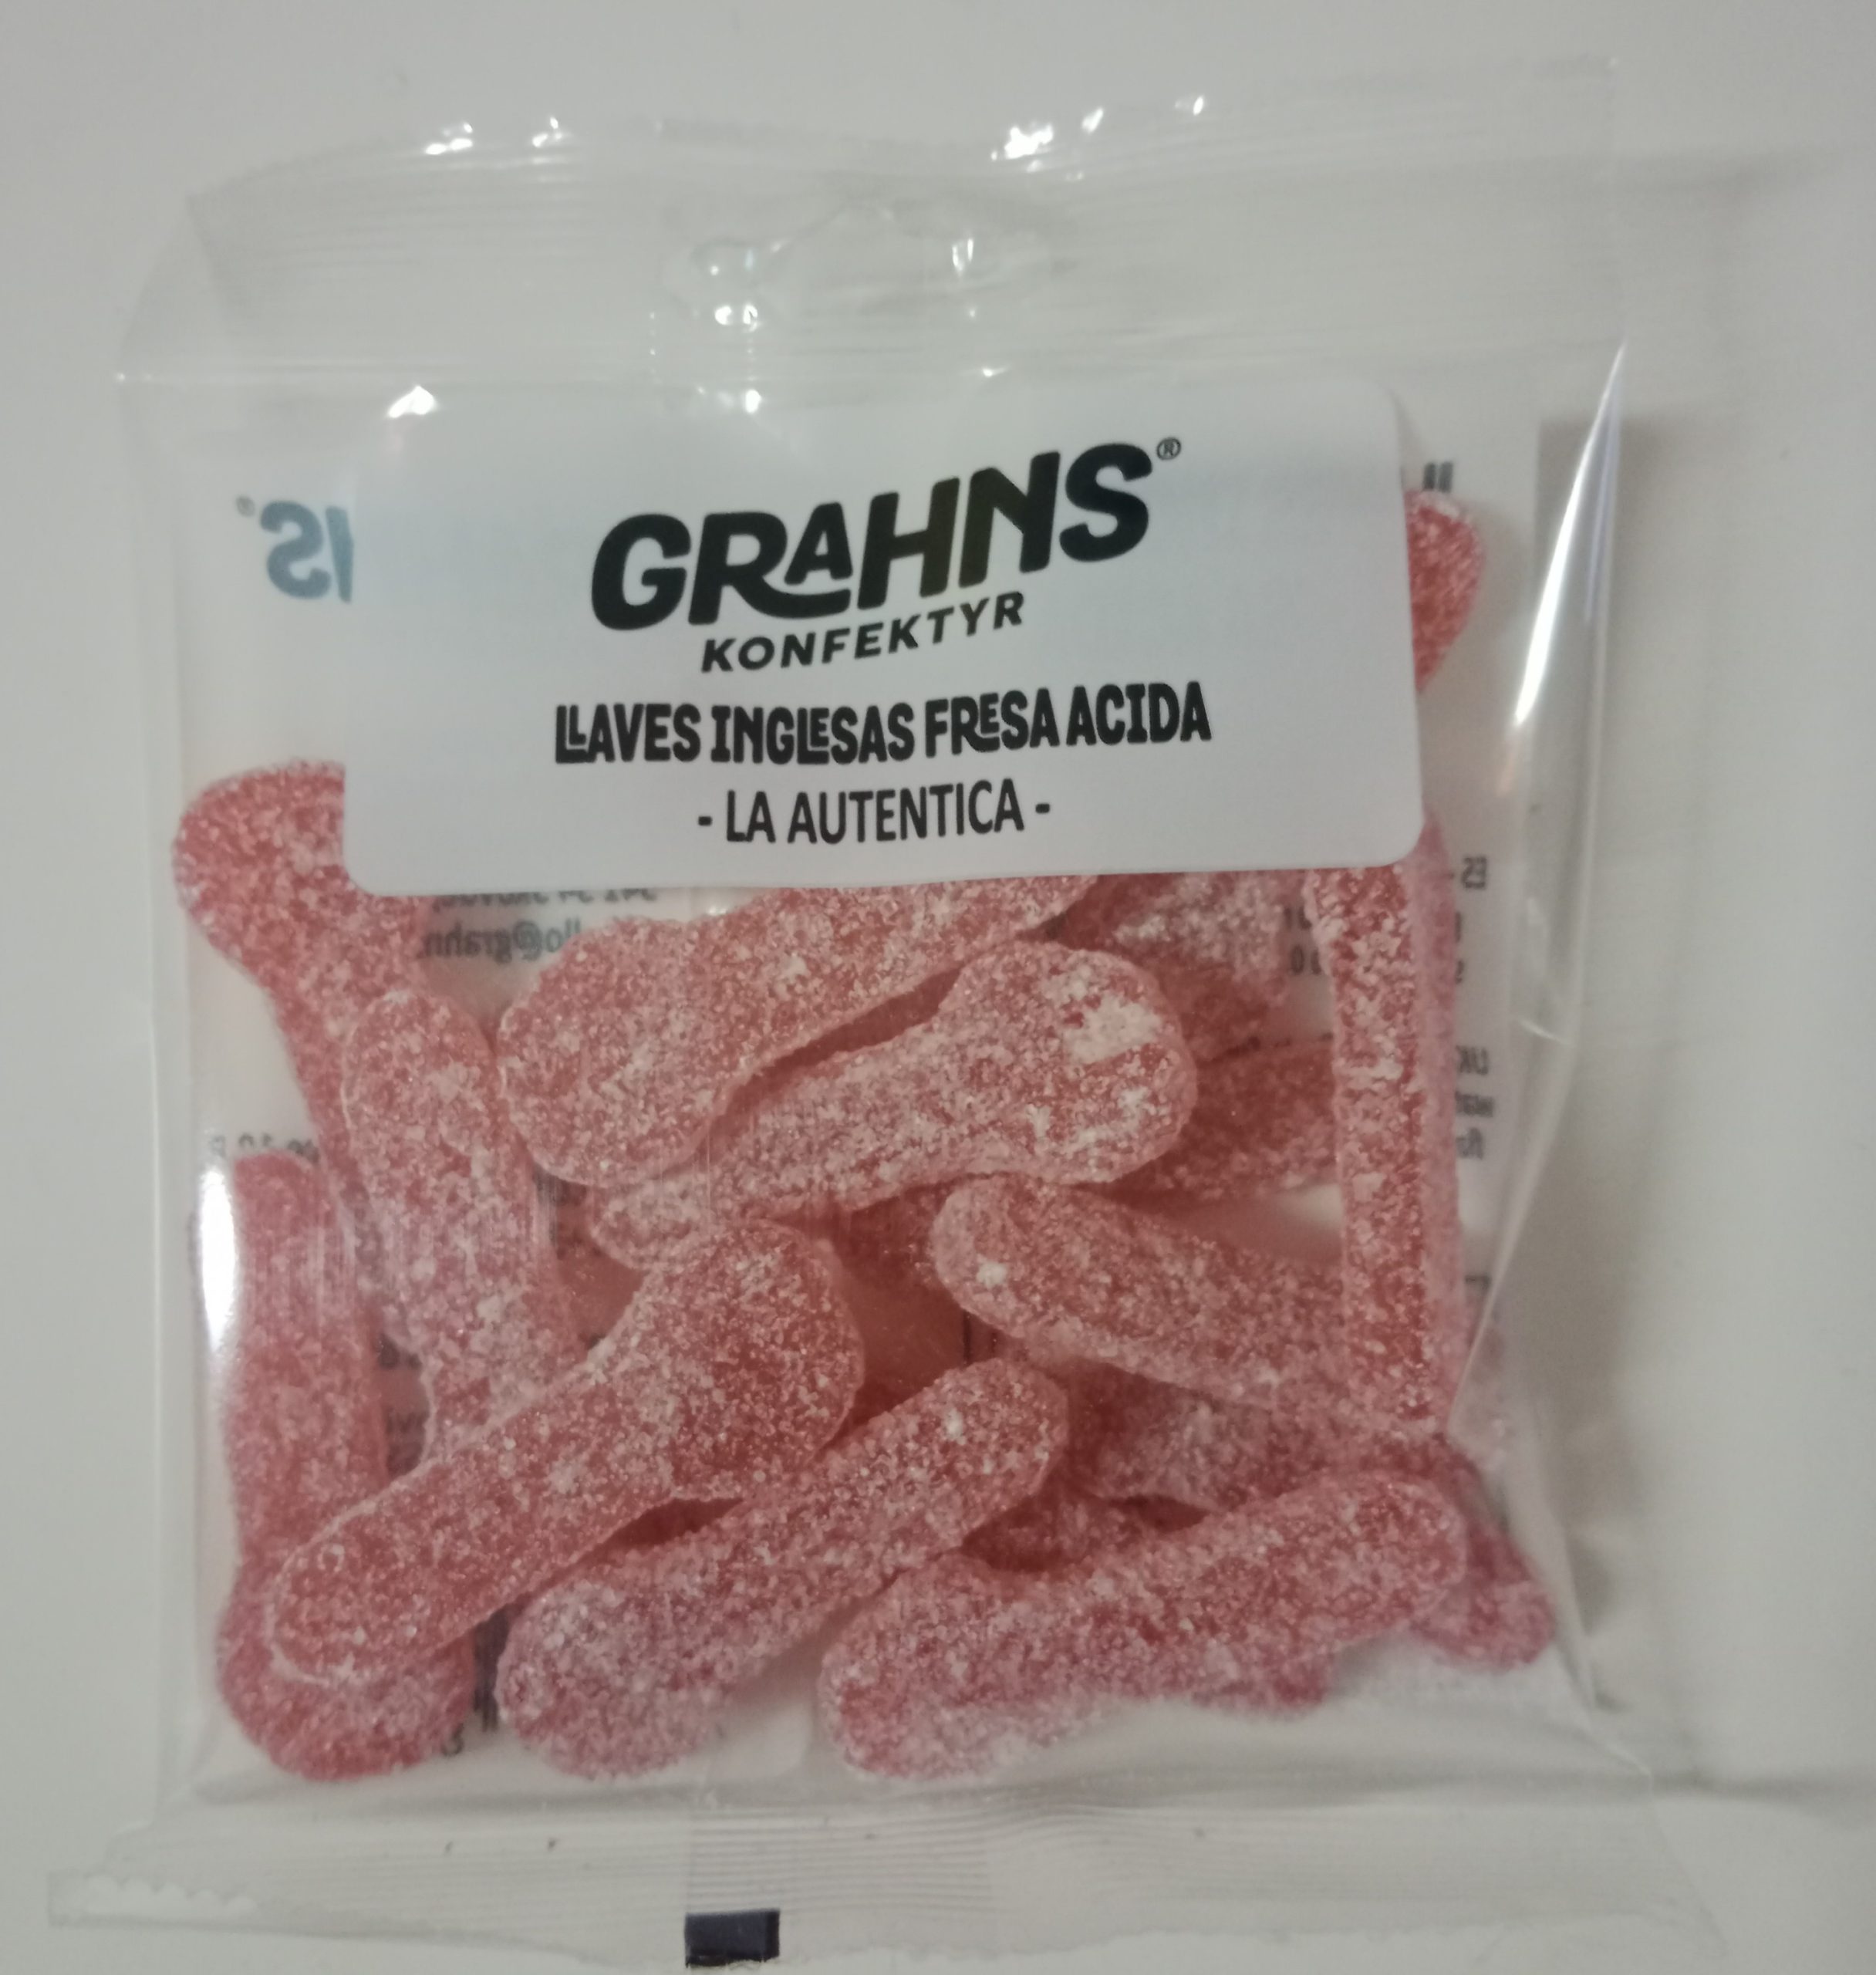 GRAHNS®
KONFEKTYR
LLAVES INGLESAS FRESA ACIDA
- LA AUTENTICA -